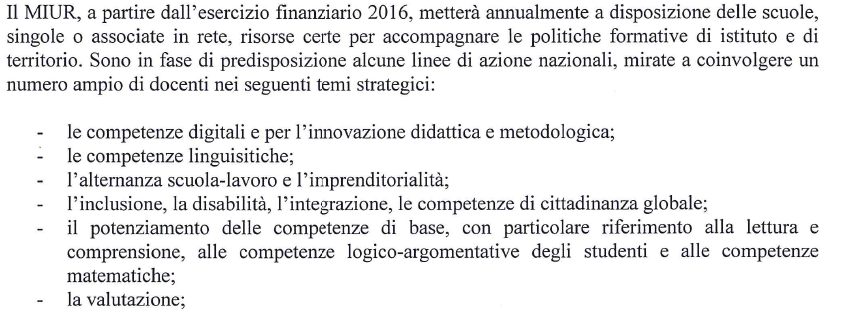 Il MIUR, a partire dall'esercizio finanziario 2016, metterà annualmente a disposizione delle scuole,
singole o associate in rete, risorse certe per accompagnare le politiche formative di istituto e di
territorio. Sono in fase di predisposizione alcune linee di azione nazionali, mirate a coinvolgere un
numero ampio di docenti nei seguenti temi strategici:
- le competenze digitali e per l'innovazione didattica e metodologica;
- le competenze linguisitiche;
- l'alternanza scuola-lavoro e l'imprenditorialità;
- l'inclusione, la disabilità, l'integrazione, le competenze di cittadinanza globale;
- il potenziamento delle competenze di base, con particolare riferimento alla lettura e
comprensione, alle competenze logico-argomentative degli studenti e alle competenze
matematiche;
- la valutazione;